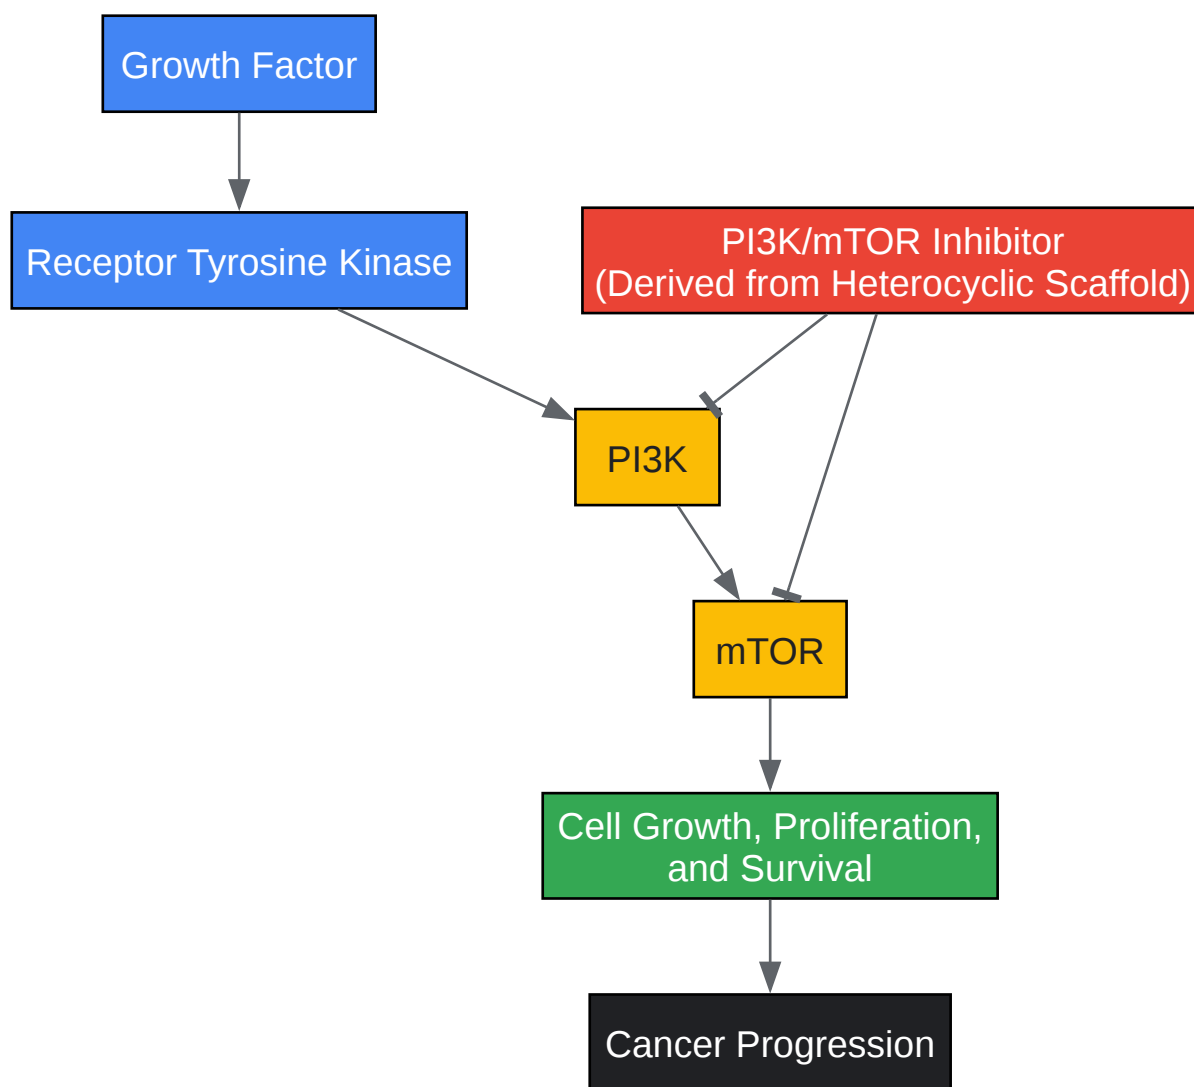 Growth Factor
Receptor Tyrosine Kinase
PI3K/mTOR Inhibitor
(Derived from Heterocyclic Scaffold)
PI3K
mTOR
Cell Growth, Proliferation,
and Survival
Cancer Progression